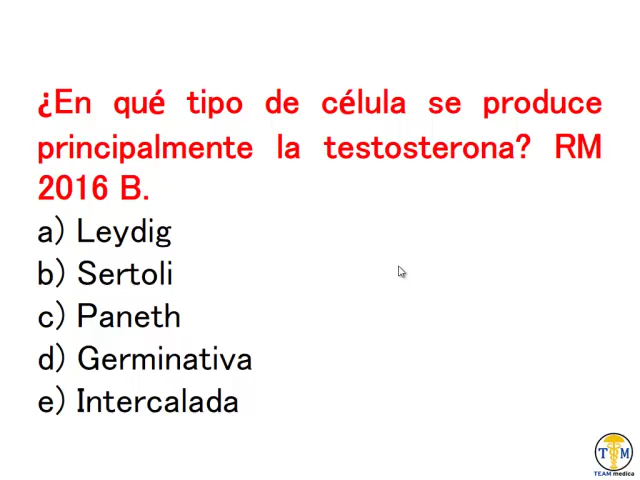 ¿En qué tipo de célula se produce
principalmente la testosterona? RM
2016 B.
a) Leydig
b) Sertoli
c) Paneth
d) Germinativa
e) Intercalada
T M
TEAM medica